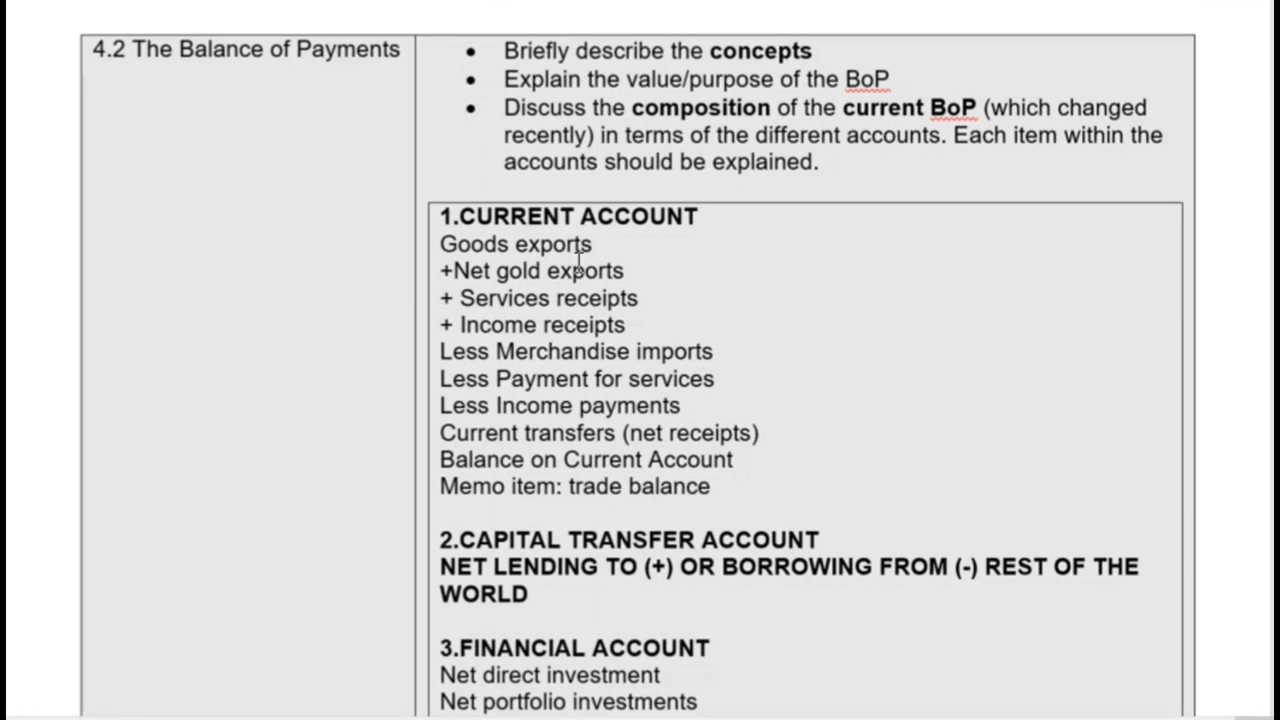 4.2 The Balance of Payments
• Briefly describe the concepts
• Explain the value/purpose of the BoP
• Discuss the composition of the current BoP (which changed
recently) in terms of the different accounts. Each item within the
accounts should be explained.
1.CURRENT ACCOUNT
Goods exports
+Net gold exports
+ Services receipts
+ Income receipts
Less Merchandise imports
Less Payment for services
Less Income payments
Current transfers (net receipts)
Balance on Current Account
Memo item: trade balance
2.CAPITAL TRANSFER ACCOUNT
NET LENDING TO (+) OR BORROWING FROM (-) REST OF THE
WORLD
3.FINANCIAL ACCOUNT
Net direct investment
Net portfolio investments